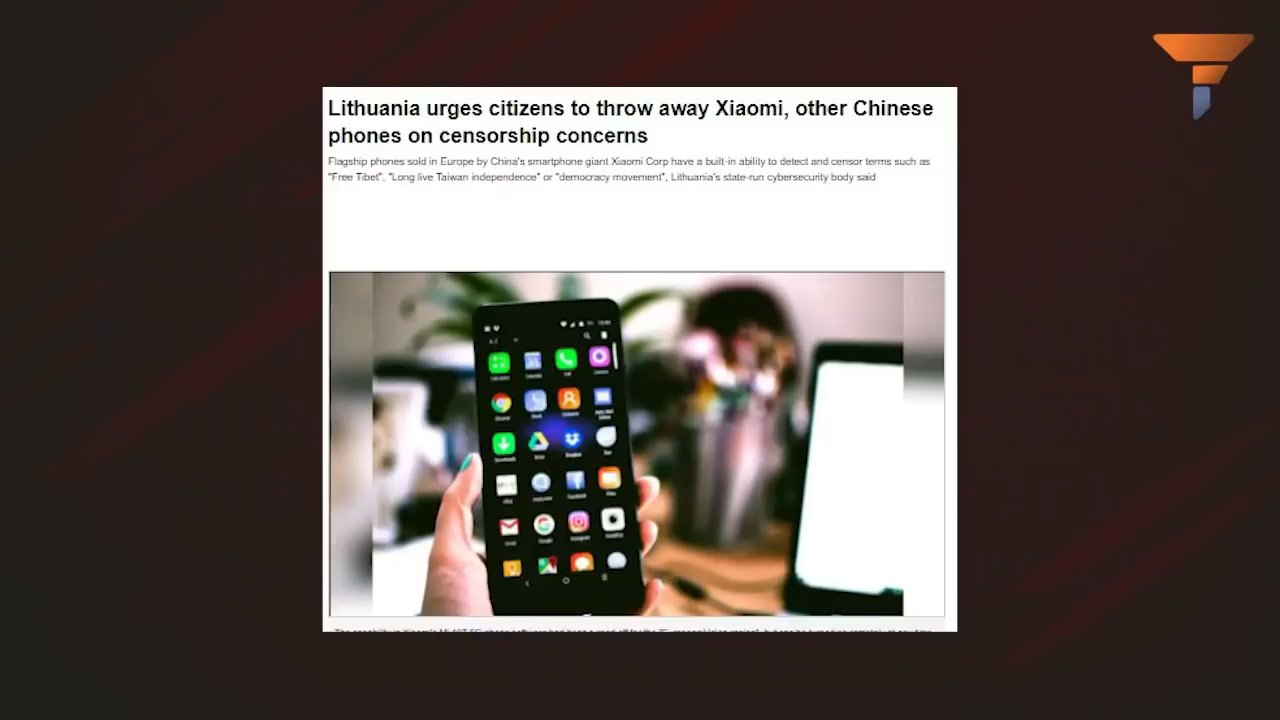 Lithuania urges citizens to throw away Xiaomi, other Chinese
phones on censorship concerns
Flagship phones sold in Europe by China's smartphone giant Xiaomi Corp have a built-in ability to detect and censor terms such as
"Free Tibet", "Long live Taiwan independence" or "democracy movement", Lithuania's state-run cybersecurity body said